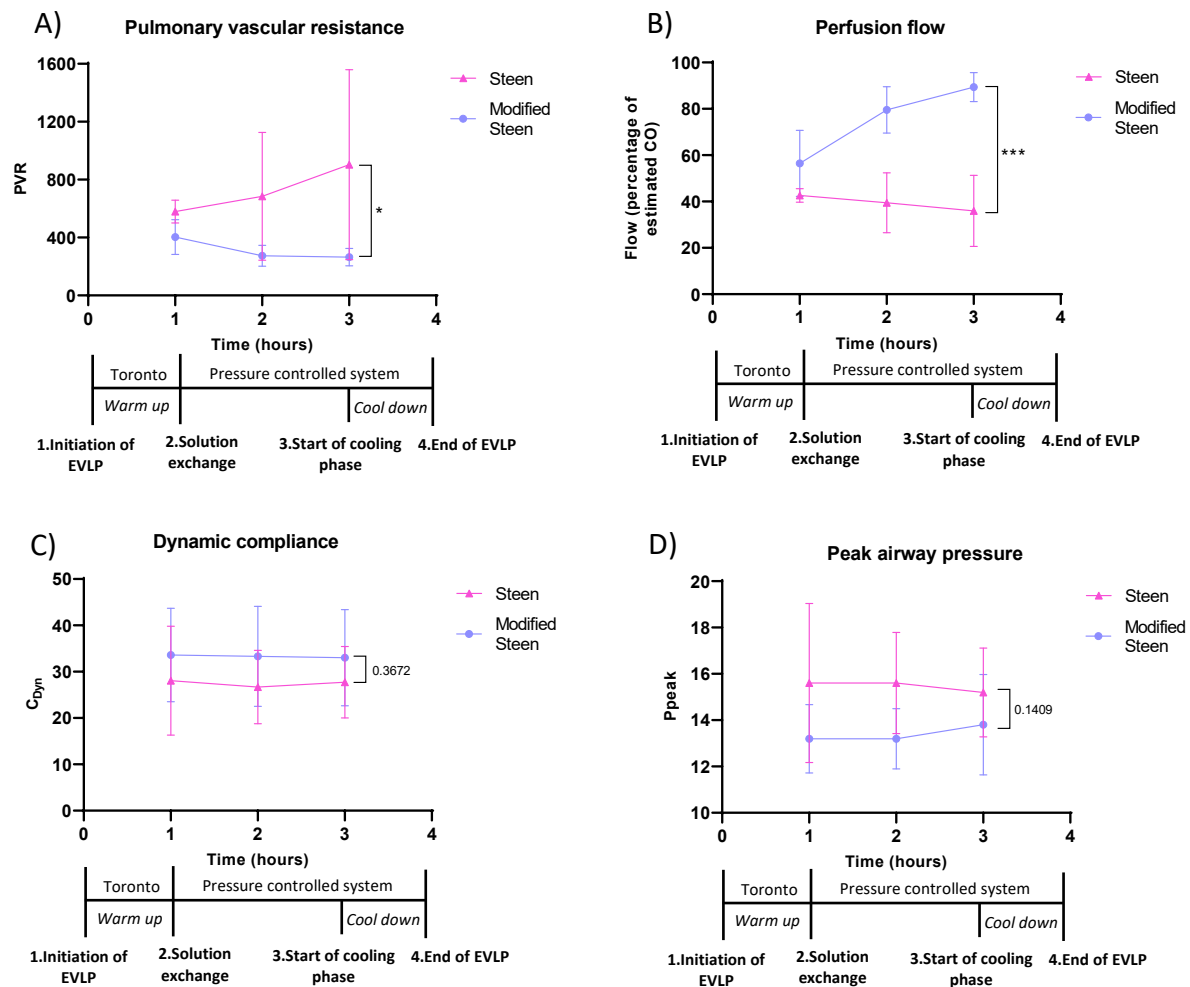 A)
Pulmonary vascular resistance
1600
1200
800
400
0
PVR
0 1 2 3 4
Time (hours)
Steen
Modified
Steen
*
Toronto Pressure controlled system
Warm up Cool down
1.Initiation of
EVLP
2.Solution
exchange
3.Start of cooling
phase
4.End of EVLP
B)
Perfusion flow
100
80
60
40
20
0
Flow (percentage of
estimated CO)
0 1 2 3 4
Time (hours)
Steen
Modified
Steen
***
Toronto Pressure controlled system
Warm up Cool down
1.Initiation of
EVLP
2.Solution
exchange
3.Start of cooling
phase
4.End of EVLP
C)
Dynamic compliance
50
40
30
20
10
0
CDyn
0 1 2 3 4
Time (hours)
Steen
Modified
Steen
0.3672
Toronto Pressure controlled system
Warm up Cool down
1.Initiation of
EVLP
2.Solution
exchange
3.Start of cooling
phase
4.End of EVLP
D)
Peak airway pressure
20
18
16
14
12
10
Ppeak
0 1 2 3 4
Time (hours)
Steen
Modified
Steen
0.1409
Toronto Pressure controlled system
Warm up Cool down
1.Initiation of
EVLP
2.Solution
exchange
3.Start of cooling
phase
4.End of EVLP